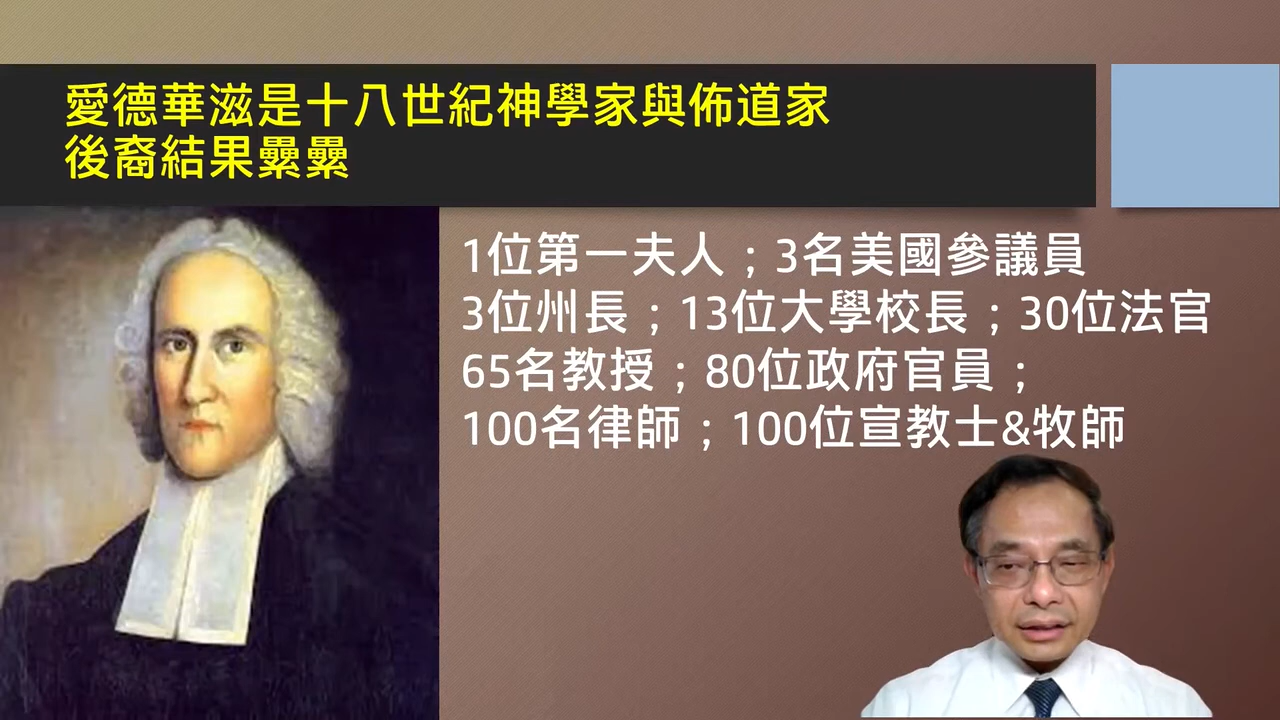 愛德華滋是十八世紀神學家與佈道家
後裔結果纍纍
1位第一夫人；3名美國參議員
3位州長；13位大學校長；30位法官
65名教授；80位政府官員；
100名律師；100位宣教士&牧師